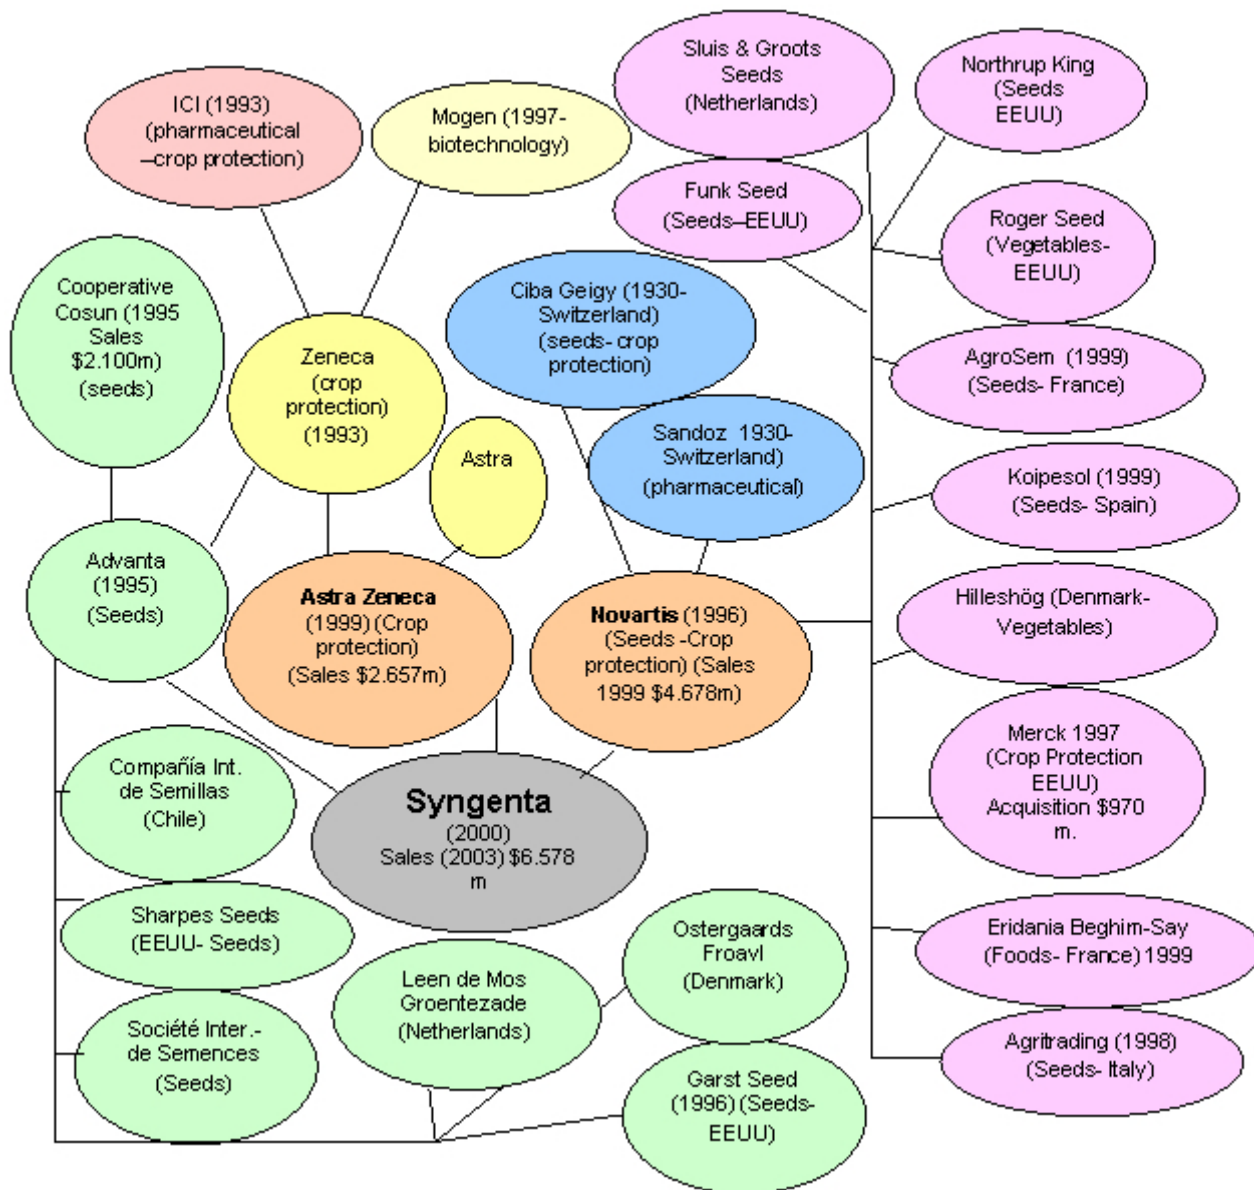 ICI (1993)
(pharmaceutical
–crop protection)
Mogen (1997-
biotechnology)
Sluis & Groots
Seeds
(Netherlands)
Northrup King
(Seeds
EEUU)
Funk Seed
(Seeds–EEUU)
Roger Seed
(Vegetables-
EEUU)
Cooperative
Cosun (1995
Sales
$2.100m)
(seeds)
Zeneca
(crop
protection)
(1993)
Ciba Geigy (1930-
Switzerland)
(seeds- crop
protection)
AgroSem (1999)
(Seeds- France)
Astra
Sandoz 1930-
Switzerland)
(pharmaceutical)
Koipesol (1999)
(Seeds- Spain)
Advanta
(1995)
(Seeds)
Astra Zeneca
(1999) (Crop
protection)
(Sales $2.657m)
Novartis (1996)
(Seeds -Crop
protection) (Sales
1999 $4.678m)
Hilleshög (Denmark-
Vegetables)
Compañía Int.
de Semillas
(Chile)
Syngenta
(2000)
Sales (2003) $6.578
m
Merck 1997
(Crop Protection
EEUU)
Acquisition $970
m.
Sharpes Seeds
(EEUU- Seeds)
Leen de Mos
Groentezade
(Netherlands)
Ostergaards
Froavl
(Denmark)
Eridania Beghim-Say
(Foods- France) 1999
Société Inter.-
de Semences
(Seeds)
Garst Seed
(1996) (Seeds-
EEUU)
Agritrading (1998)
(Seeds- Italy)